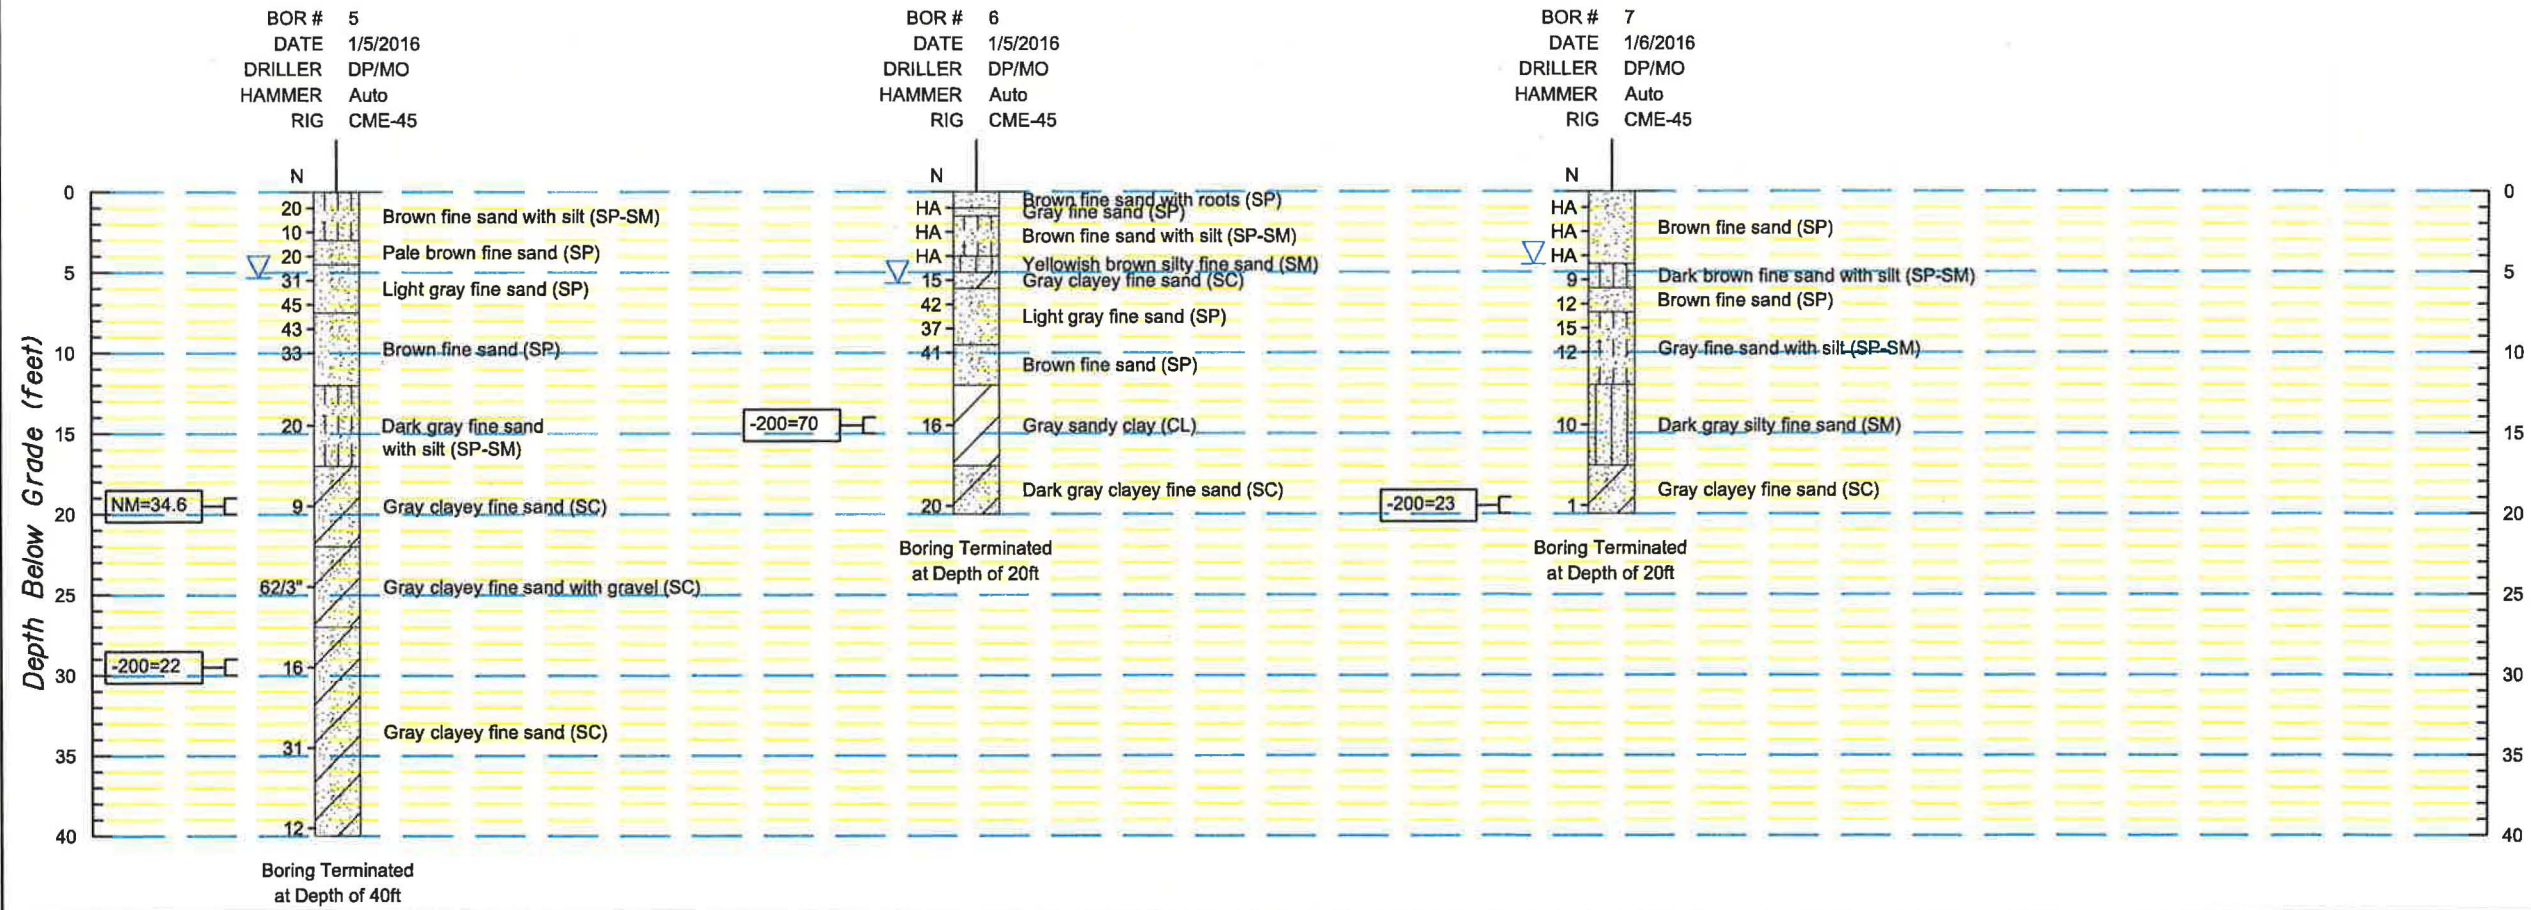 BOR # 5
DATE 1/5/2016
DRILLER DP/MO
HAMMER Auto
RIG CME-45
BOR # 6
DATE 1/5/2016
DRILLER DP/MO
HAMMER Auto
RIG CME-45
BOR # 7
DATE 1/6/2016
DRILLER DP/MO
HAMMER Auto
RIG CME-45
Depth Below Grade (feet)
0
5
10
15
20
25
30
35
40
N
20
10
20
31
45
43
33
20
9
62/3"
16
31
12
Brown fine sand with silt (SP-SM)
Pale brown fine sand (SP)
Light gray fine sand (SP)
Brown fine sand (SP)
Dark gray fine sand
with silt (SP-SM)
Gray clayey fine sand (SC)
Gray clayey fine sand with gravel (SC)
Gray clayey fine sand (SC)
NM=34.6
-200=22
Boring Terminated
at Depth of 40ft
N
HA
HA
HA
15
42
37
41
16
20
Brown fine sand with roots (SP)
Gray fine sand (SP)
Brown fine sand with silt (SP-SM)
Yellowish brown silty fine sand (SM)
Gray clayey fine sand (SC)
Light gray fine sand (SP)
Brown fine sand (SP)
Gray sandy clay (CL)
Dark gray clayey fine sand (SC)
-200=70
Boring Terminated
at Depth of 20ft
N
HA
HA
HA
9
12
15
12
10
1
Brown fine sand (SP)
Dark brown fine sand with silt (SP-SM)
Brown fine sand (SP)
Gray fine sand with silt (SP-SM)
Dark gray silty fine sand (SM)
Gray clayey fine sand (SC)
-200=23
Boring Terminated
at Depth of 20ft
0
5
10
15
20
25
30
35
40